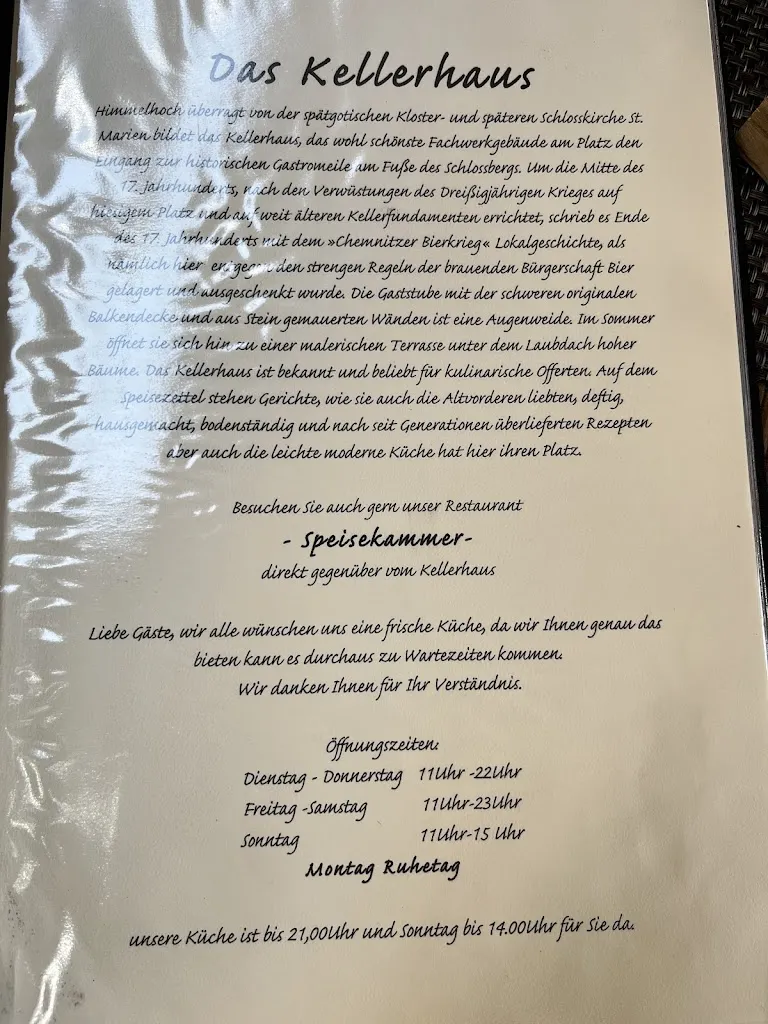 Das Kellerhaus
Himmelhoch überragt von der spätgotischen Kloster- und späteren Schlosskirche St.
Marien bildet das Kellerhaus, das wohl schönste Fachwerkgebäude am Platz den
Eingang zur historischen Gastromeile am Fuße des Schlossbergs. Um die Mitte des
17. Jahrhunderts, nach den Verwüstungen des Dreißigjährigen Krieges auf
hiesigem Platz und auf weit älteren Kellerfundamenten errichtet, schrieb es Ende
des 17. Jahrhunderts mit dem »Chemnitzer Bierkrieg« Lokalgeschichte, als
nämlich hier entgegen den strengen Regeln der brauenden Bürgerschaft Bier
gelagert und ausgeschenkt wurde. Die Gaststube mit der schweren originalen
Balkendecke und aus Stein gemauerten Wänden ist eine Augenweide. Im Sommer
öffnet sie sich hin zu einer malerischen Terrasse unter dem Laubdach hoher
Bäume. Das Kellerhaus ist bekannt und beliebt für kulinarische Offerten. Auf dem
Speisezettel stehen Gerichte, wie sie auch die Altvorderen liebten, deftig,
hausgemacht, bodenständig und nach seit Generationen überlieferten Rezepten
aber auch die leichte moderne Küche hat hier ihren Platz.
Besuchen Sie auch gern unser Restaurant
- Speisekammer-
direkt gegenüber vom Kellerhaus
Liebe Gäste, wir alle wünschen uns eine frische Küche, da wir Ihnen genau das
bieten kann es durchaus zu Wartezeiten kommen.
Wir danken Ihnen für Ihr Verständnis.
Öffnungszeiten:
Dienstag - Donnerstag 11Uhr -22Uhr
Freitag -Samstag 11Uhr-23Uhr
Sonntag 11Uhr-15 Uhr
Montag Ruhetag
unsere Küche ist bis 21,00Uhr und Sonntag bis 14.00Uhr für Sie da.